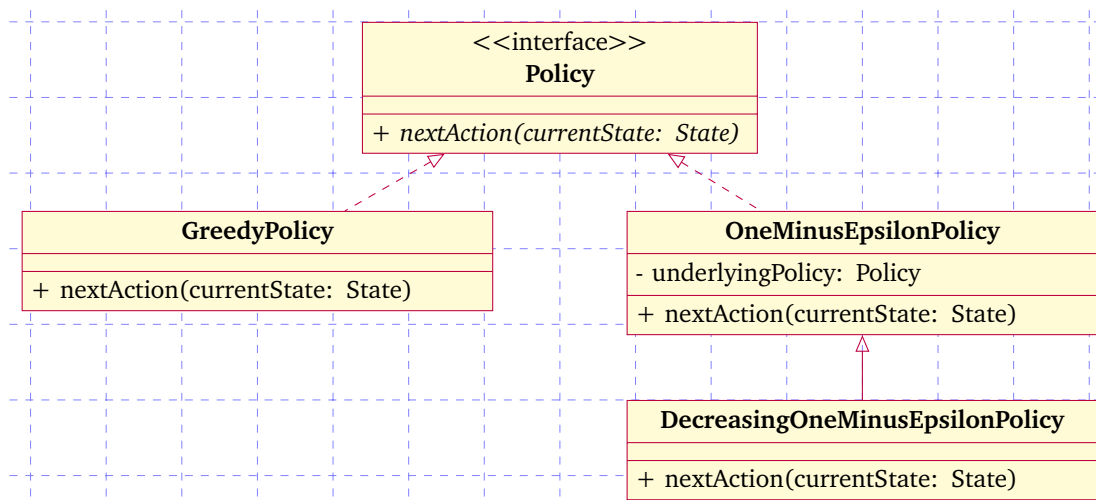 <<interface>>
Policy
+ nextAction(currentState: State)
GreedyPolicy
+ nextAction(currentState: State)
OneMinusEpsilonPolicy
- underlyingPolicy: Policy
+ nextAction(currentState: State)
DecreasingOneMinusEpsilonPolicy
+ nextAction(currentState: State)